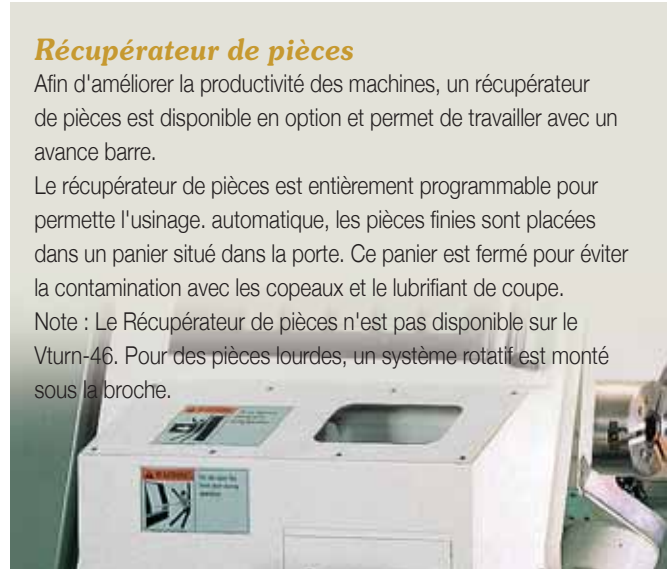 Récupérateur de pièces
Afin d'améliorer la productivité des machines, un récupérateur
de pièces est disponible en option et permet de travailler avec un
avance barre.
Le récupérateur de pièces est entièrement programmable pour
permette l'usinage. automatique, les pièces finies sont placées
dans un panier situé dans la porte. Ce panier est fermé pour éviter
la contamination avec les copeaux et le lubrifiant de coupe.
Note : Le Récupérateur de pièces n'est pas disponible sur le
Vturn-46. Pour des pièces lourdes, un système rotatif est monté
sous la broche.